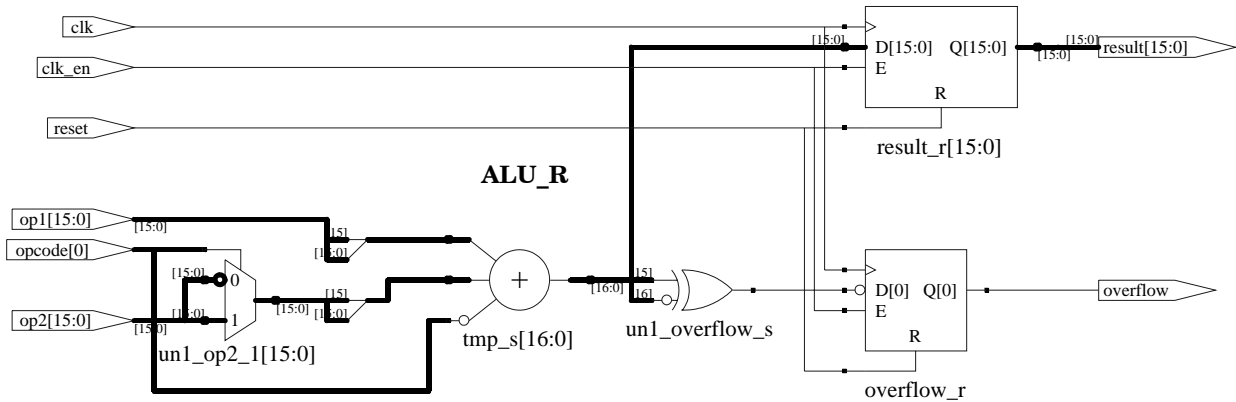 clk
clk_en
reset
[15:0]
D[15:0] Q[15:0]
E
R
[15:0]
[15:0]
result[15:0]
result_r[15:0]
ALU_R
op1[15:0]
[15:0]
opcode[0]
op2[15:0]
[15:0]
[15:0]
[15:0]
0
1
[15:0]
un1_op2_1[15:0]
15]
[15:0]
[15]
[15:0]
+
tmp_s[16:0]
[16:0]
15]
16]
un1_overflow_s
D[0] Q[0]
E
R
overflow_r
overflow